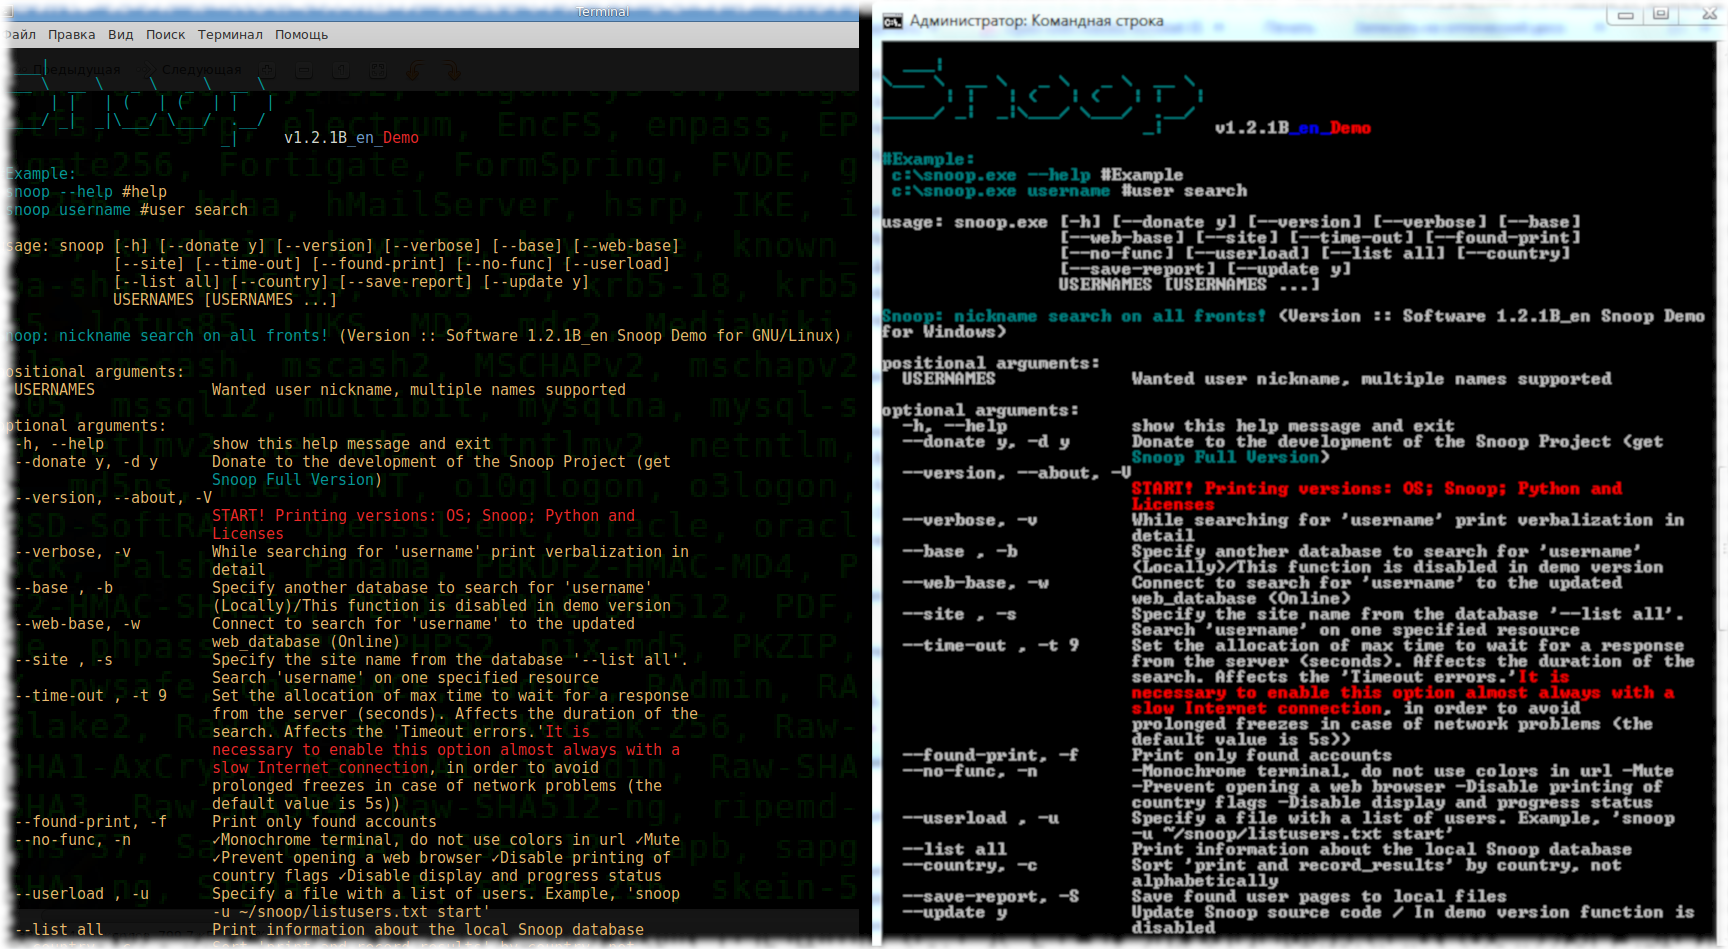 Terminal
Файл Правка Вид Поиск Терминал Помощь
Предыдущая Следующая
v1.2.1B_en_Demo
Example:
snoop --help #help
snoop username #user search
usage: snoop [-h] [--donate y] [--version] [--verbose] [--base] [--web-base]
[--site] [--time-out] [--found-print] [--no-func] [--userload]
[--list all] [--country] [--save-report] [--update y]
USERNAMES [USERNAMES ...]
Snoop: nickname search on all fronts! (Version :: Software 1.2.1B_en Snoop Demo for GNU/Linux)
positional arguments:
USERNAMES Wanted user nickname, multiple names supported
optional arguments:
-h, --help show this help message and exit
--donate y, -d y Donate to the development of the Snoop Project (get
Snoop Full Version)
--version, --about, -V
START! Printing versions: OS; Snoop; Python and
Licenses
--verbose, -v While searching for 'username' print verbalization in
detail
--base , -b Specify another database to search for 'username'
(Locally)/This function is disabled in demo version
--web-base, -w Connect to search for 'username' to the updated
web_database (Online)
--site , -s Specify the site name from the database '--list all'.
Search 'username' on one specified resource
--time-out , -t 9 Set the allocation of max time to wait for a response
from the server (seconds). Affects the duration of the
search. Affects the 'Timeout errors.'It is
necessary to enable this option almost always with a
slow Internet connection, in order to avoid
prolonged freezes in case of network problems (the
default value is 5s))
--found-print, -f Print only found accounts
--no-func, -n ✓Monochrome terminal, do not use colors in url ✓Mute
✓Prevent opening a web browser ✓Disable printing of
country flags ✓Disable display and progress status
--userload , -u Specify a file with a list of users. Example, 'snoop
-u ~/snoop/listusers.txt start'
--list all Print information about the local Snoop database
Администратор: Командная строка
Snoop
v1.2.1B_en_Demo
#Example:
c:\snoop.exe --help #Example
c:\snoop.exe username #user search
usage: snoop.exe [-h] [--donate y] [--version] [--verbose] [--base]
[--web-base] [--site] [--time-out] [--found-print]
[--no-func] [--userload] [--list all] [--country]
[--save-report] [--update y]
USERNAMES [USERNAMES ...]
Snoop: nickname search on all fronts! (Version :: Software 1.2.1B_en Snoop Demo
for Windows)
positional arguments:
USERNAMES Wanted user nickname, multiple names supported
optional arguments:
-h, --help show this help message and exit
--donate y, -d y Donate to the development of the Snoop Project (get
Snoop Full Version)
--version, --about, -V
START! Printing versions: OS; Snoop; Python and
Licenses
--verbose, -v While searching for 'username' print verbalization in
detail
--base , -b Specify another database to search for 'username'
(Locally)/This function is disabled in demo version
--web-base, -w Connect to search for 'username' to the updated
web_database (Online)
--site , -s Specify the site name from the database '--list all'.
Search 'username' on one specified resource
--time-out , -t 9 Set the allocation of max time to wait for a response
from the server (seconds). Affects the duration of the
search. Affects the 'Timeout errors.'It is
necessary to enable this option almost always with a
slow Internet connection, in order to avoid
prolonged freezes in case of network problems (the
default value is 5s))
--found-print, -f Print only found accounts
--no-func, -n -Monochrome terminal, do not use colors in url -Mute
-Prevent opening a web browser -Disable printing of
country flags -Disable display and progress status
--userload , -u Specify a file with a list of users. Example, 'snoop
-u ~/snoop/listusers.txt start'
--list all Print information about the local Snoop database
--country, -c Sort 'print and record_results' by country, not
alphabetically
--save-report, -S Save found user pages to local files
--update y Update Snoop source code / In demo version function is
disabled